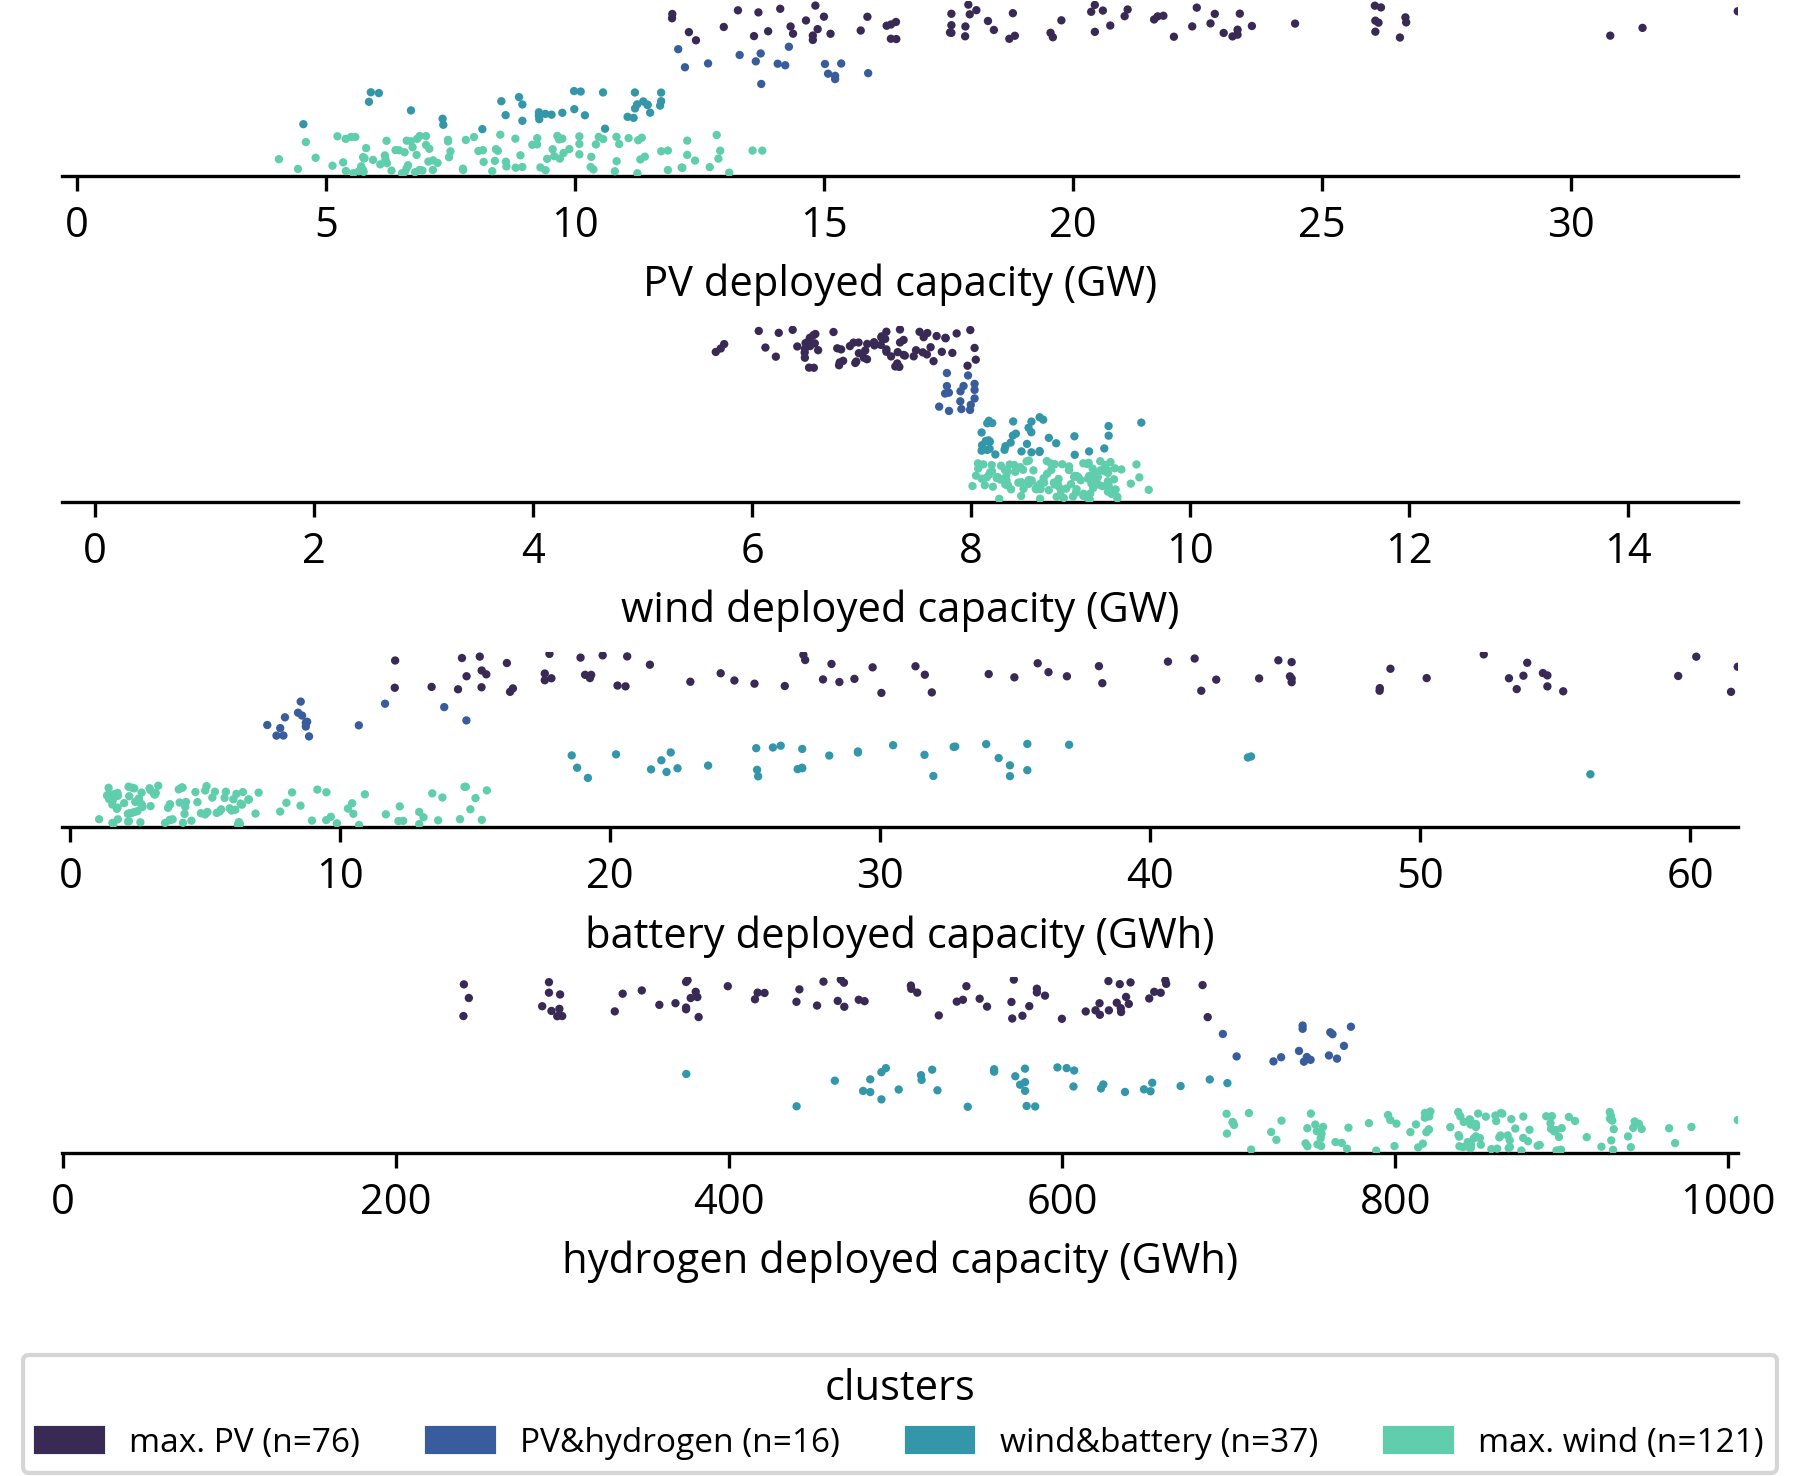 0 5 10 15 20 25 30
PV deployed capacity (GW)
0 2 4 6 8 10 12 14
wind deployed capacity (GW)
0 10 20 30 40 50 60
battery deployed capacity (GWh)
0 200 400 600 800 1000
hydrogen deployed capacity (GWh)
clusters
max. PV (n=76) PV&hydrogen (n=16) wind&battery (n=37) max. wind (n=121)